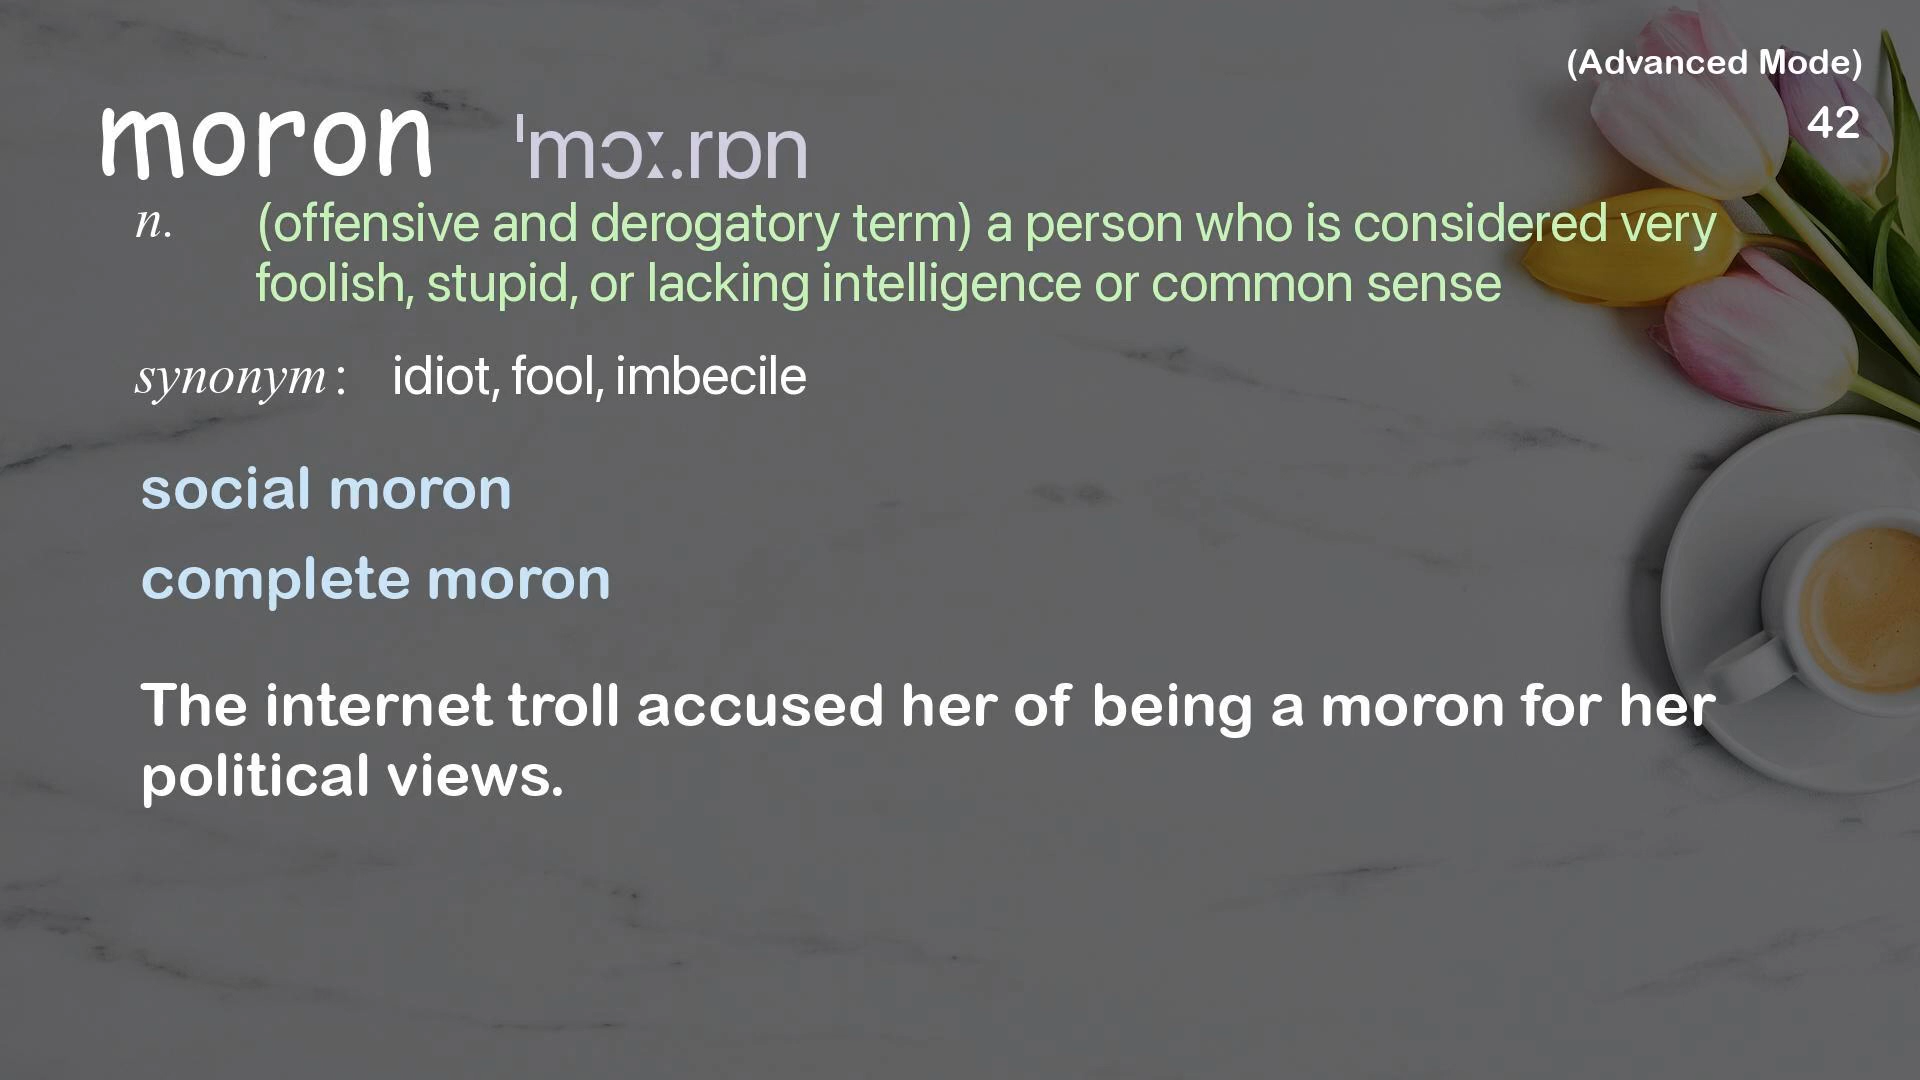 (Advanced Mode)
42
moron ˈmɔː.rɒn
n. (offensive and derogatory term) a person who is considered very
foolish, stupid, or lacking intelligence or common sense
synonym : idiot, fool, imbecile
social moron
complete moron
The internet troll accused her of being a moron for her
political views.